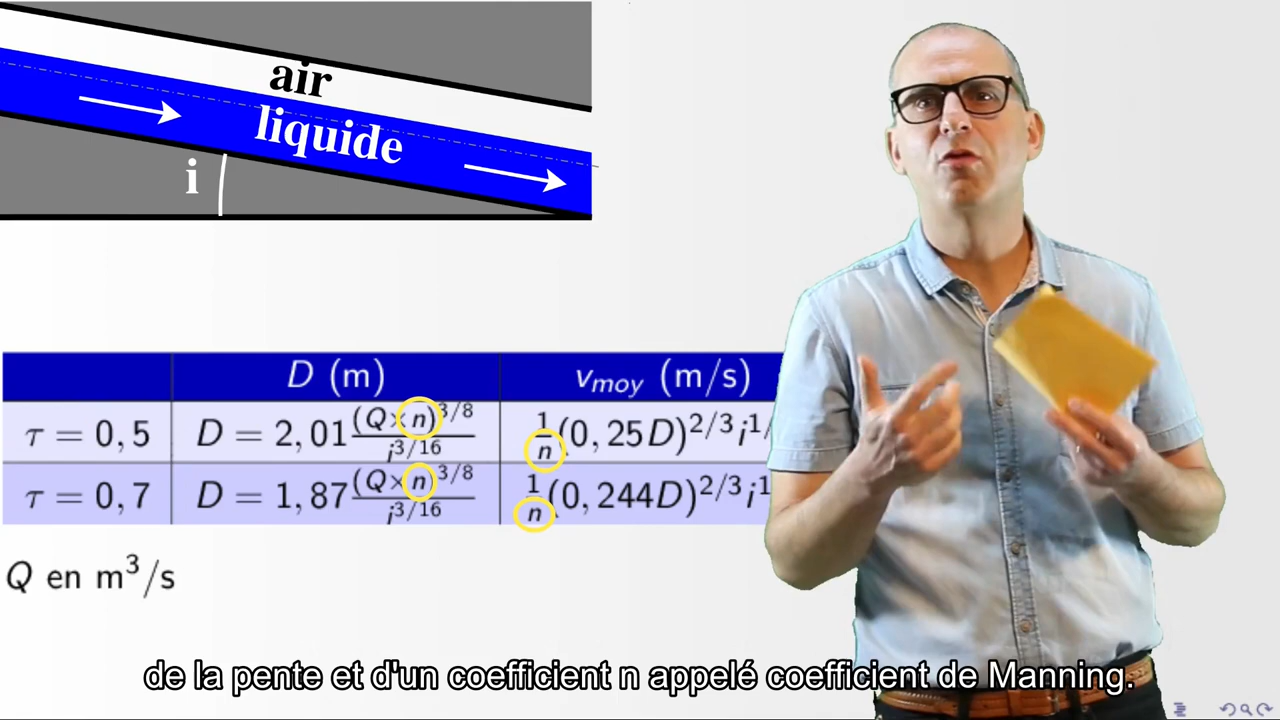 air
liquide
i
D (m) v_moy (m/s)
τ = 0,5 D = 2,01 (Q×n)^3/8 / i^3/16 1/n (0,25D)^2/3 i^1/
τ = 0,7 D = 1,87 (Q×n)^3/8 / i^3/16 1/n (0,244D)^2/3 i^1
Q en m³/s
de la pente et d'un coefficient n appelé coefficient de Manning.